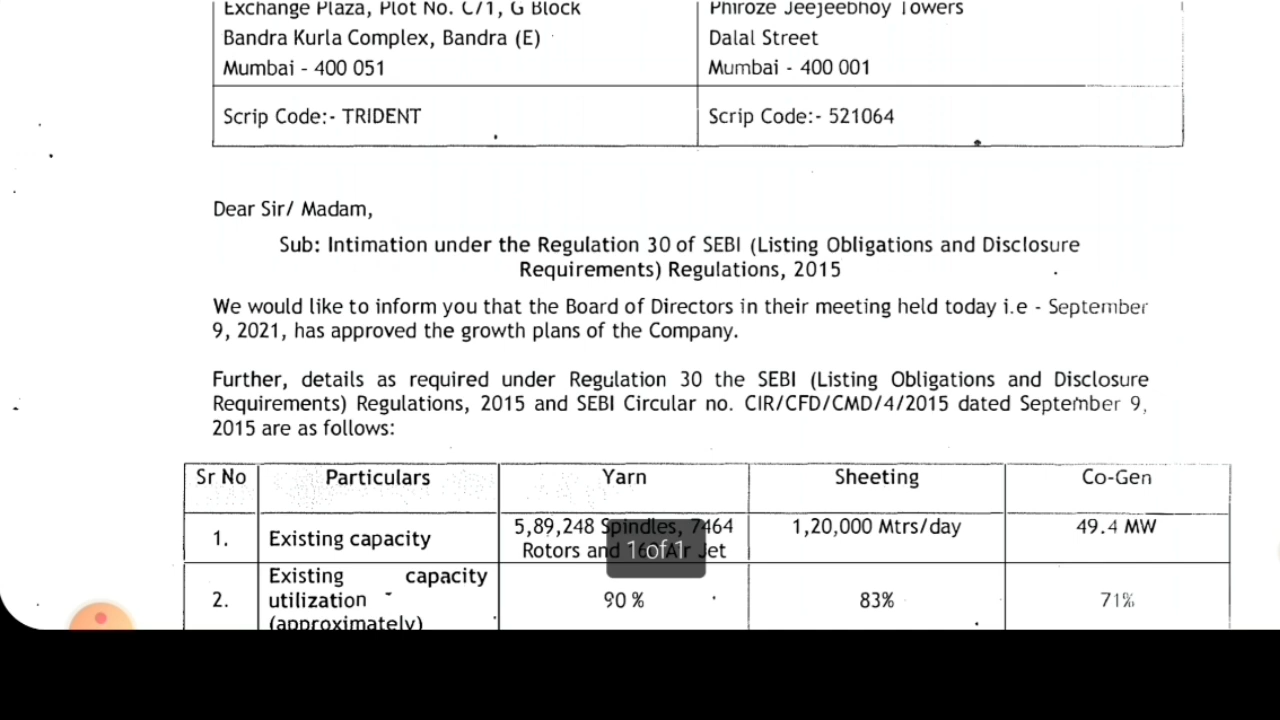 Exchange Plaza, Plot No. C/1, G Block
Bandra Kurla Complex, Bandra (E)
Mumbai - 400 051
Phiroze Jeejeebhoy Towers
Dalal Street
Mumbai - 400 001
Scrip Code:- TRIDENT
Scrip Code:- 521064
Dear Sir/ Madam,
Sub: Intimation under the Regulation 30 of SEBI (Listing Obligations and Disclosure
Requirements) Regulations, 2015
We would like to inform you that the Board of Directors in their meeting held today i.e - September
9, 2021, has approved the growth plans of the Company.
Further, details as required under Regulation 30 the SEBI (Listing Obligations and Disclosure
Requirements) Regulations, 2015 and SEBI Circular no. CIR/CFD/CMD/4/2015 dated September 9,
2015 are as follows:
Sr No Particulars Yarn Sheeting Co-Gen
1. Existing capacity
5,89,248 Spindles, 7464
Rotors and Air Jet
1,20,000 Mtrs/day
49.4 MW
1 of 1
2.
Existing capacity
utilization
(approximately)
90 %
83%
71%